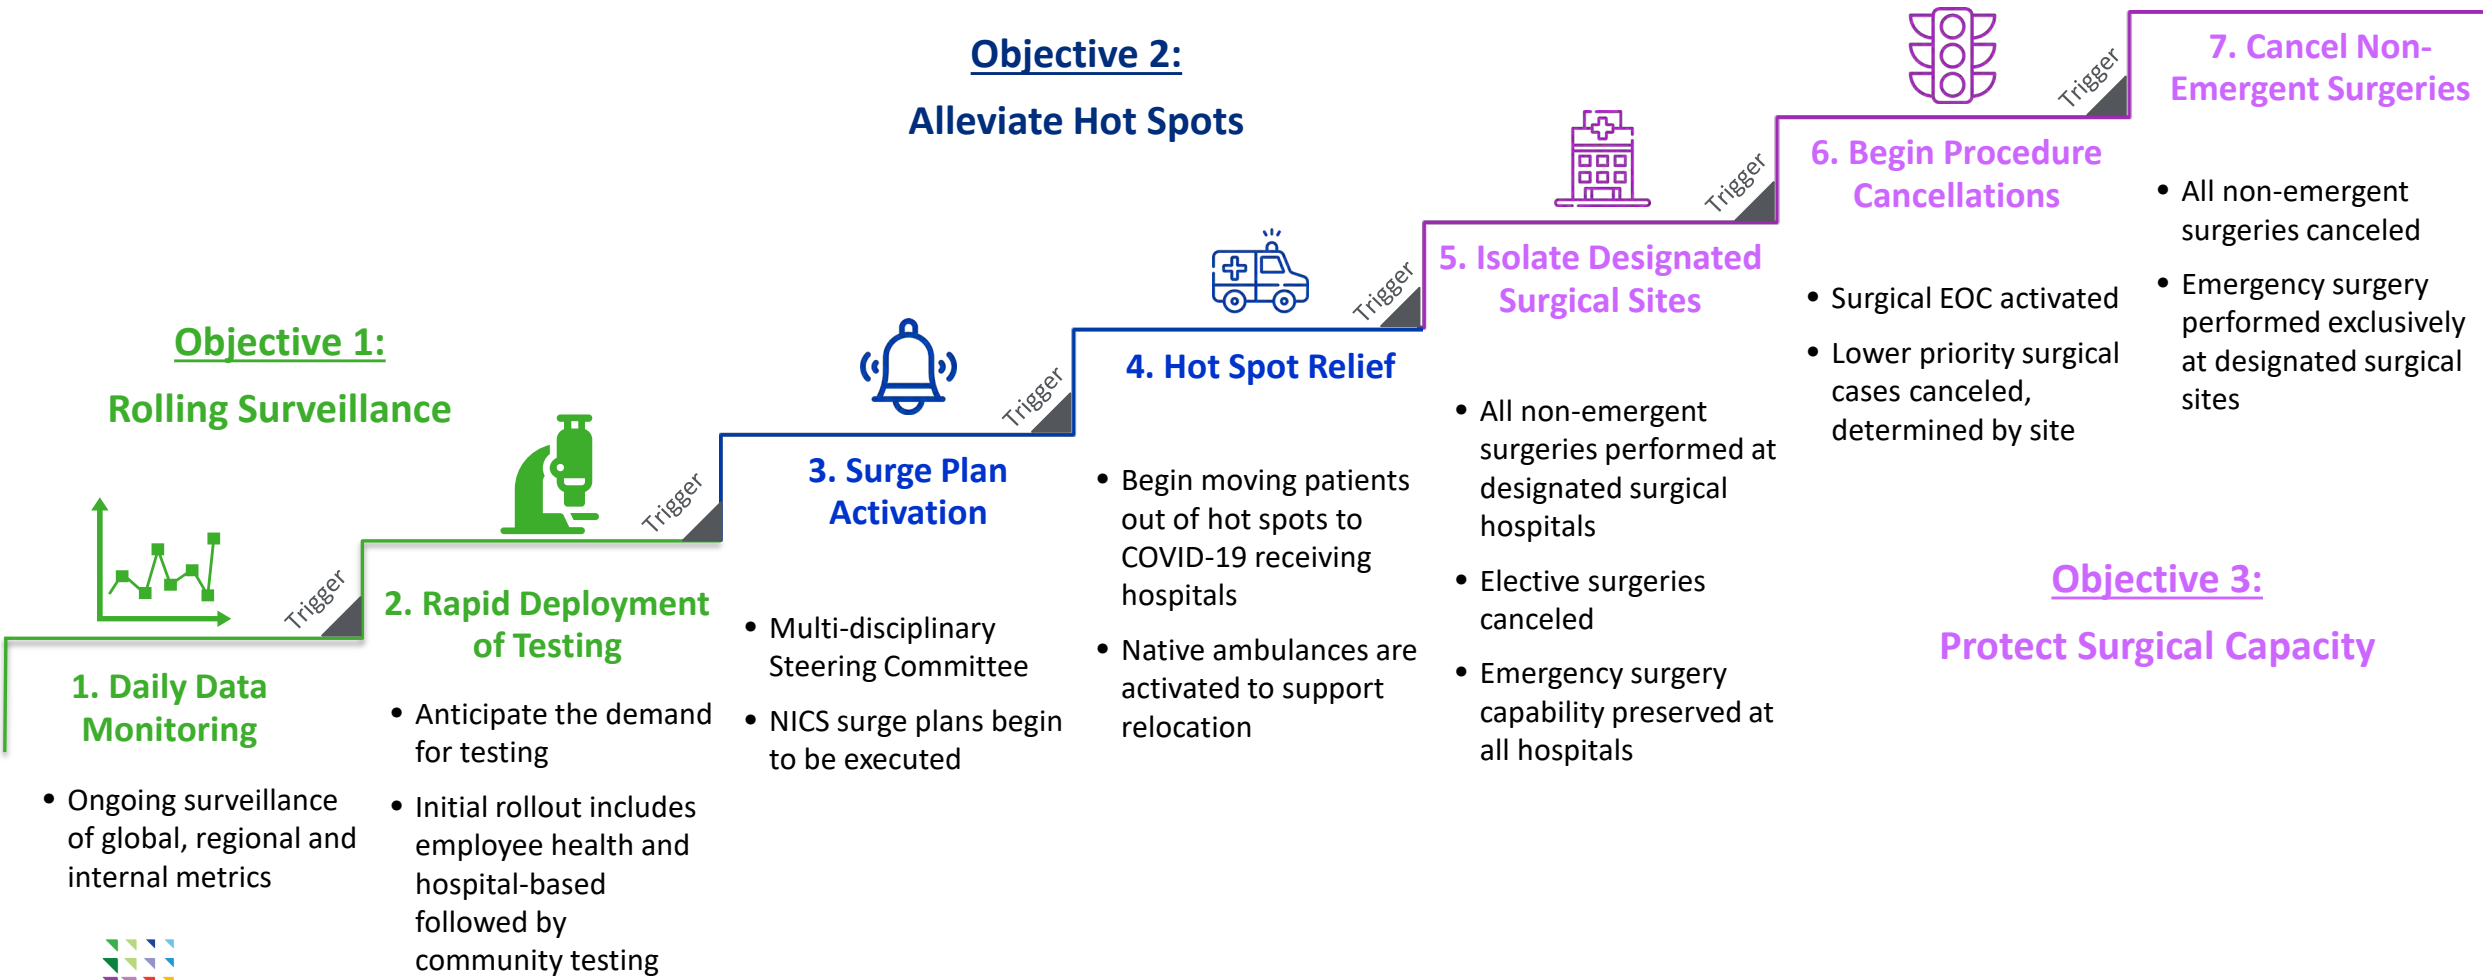 Objective 1:
Rolling Surveillance
Objective 2:
Alleviate Hot Spots
Objective 3:
Protect Surgical Capacity
1. Daily Data
Monitoring
• Ongoing surveillance
of global, regional and
internal metrics
Trigger
2. Rapid Deployment
of Testing
• Anticipate the demand
for testing
• Initial rollout includes
employee health and
hospital-based
followed by
community testing
Trigger
3. Surge Plan
Activation
• Multi-disciplinary
Steering Committee
• NICS surge plans begin
to be executed
Trigger
4. Hot Spot Relief
• Begin moving patients
out of hot spots to
COVID-19 receiving
hospitals
• Native ambulances are
activated to support
relocation
Trigger
5. Isolate Designated
Surgical Sites
• All non-emergent
surgeries performed at
designated surgical
hospitals
• Elective surgeries
canceled
• Emergency surgery
capability preserved at
all hospitals
Trigger
6. Begin Procedure
Cancellations
• Surgical EOC activated
• Lower priority surgical
cases canceled,
determined by site
Trigger
7. Cancel Non-
Emergent Surgeries
• All non-emergent
surgeries canceled
• Emergency surgery
performed exclusively
at designated surgical
sites